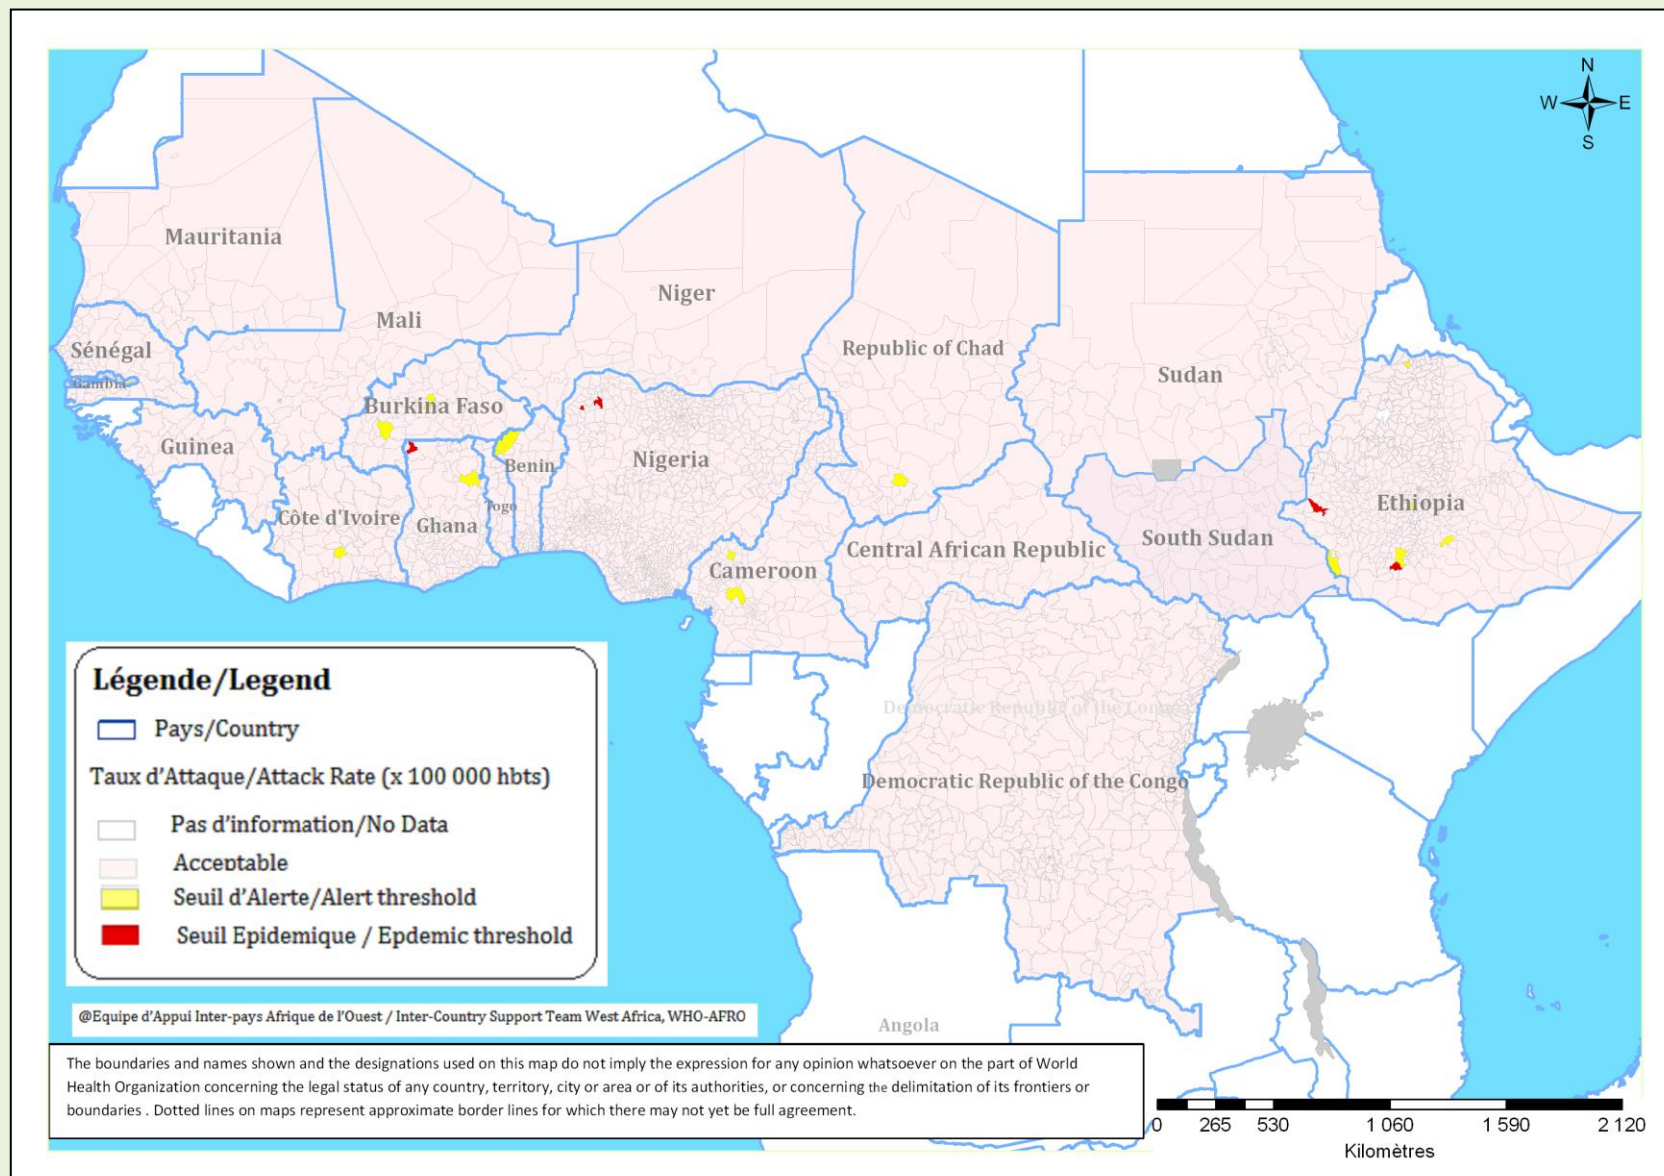 N
W E
S
Mauritania
Mali
Niger
Sénégal
Gambia
Republic of Chad
Sudan
Burkina Faso
Guinea
Nigeria
Benin
Togo
Ethiopia
Côte d'Ivoire
Ghana
Central African Republic
South Sudan
Cameroon
Democratic Republic of the Congo
Democratic Republic of the Congo
Angola
Légende/Legend
Pays/Country
Taux d'Attaque/Attack Rate (x 100 000 hbts)
Pas d'information/No Data
Acceptable
Seuil d'Alerte/Alert threshold
Seuil Epidemique / Epdemic threshold
@Equipe d'Appui Inter-pays Afrique de l'Ouest / Inter-Country Support Team West Africa, WHO-AFRO
The boundaries and names shown and the designations used on this map do not imply the expression for any opinion whatsoever on the part of World
Health Organization concerning the legal status of any country, territory, city or area or of its authorities, or concerning the delimitation of its frontiers or
boundaries . Dotted lines on maps represent approximate border lines for which there may not yet be full agreement.
0 265 530 1 060 1 590 2 120
Kilomètres